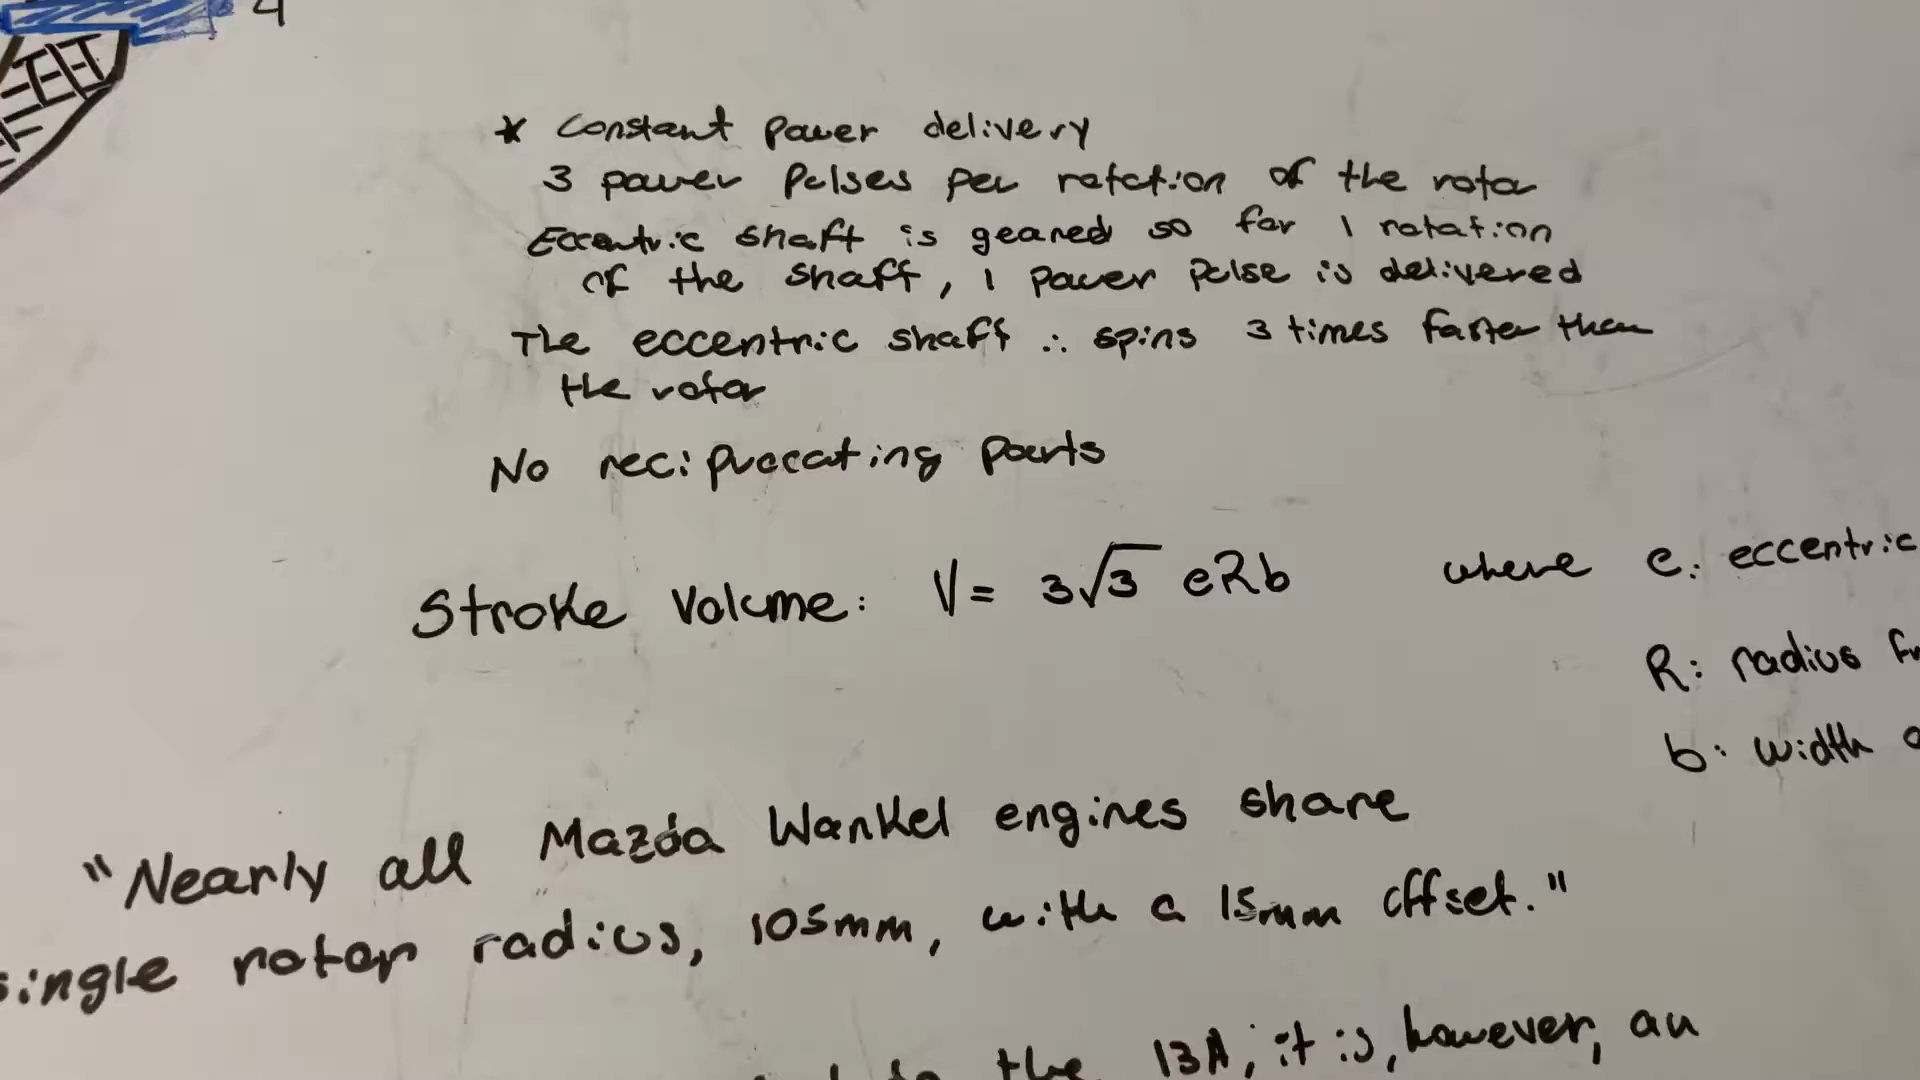 4
* Constant power delivery
3 power pulses per rotation of the rotor
Eccentric shaft is geared so for 1 rotation
of the shaft, 1 power pulse is delivered
The eccentric shaft ∴ spins 3 times faster than
the rotor
No reciprocating parts
Stroke Volume: V = 3√3 eRb where e: eccentric
R: radius
b: width
"Nearly all Mazda Wankel engines share
single rotor radius, 105mm, with a 15mm offset."
the 13A, it is, however, an